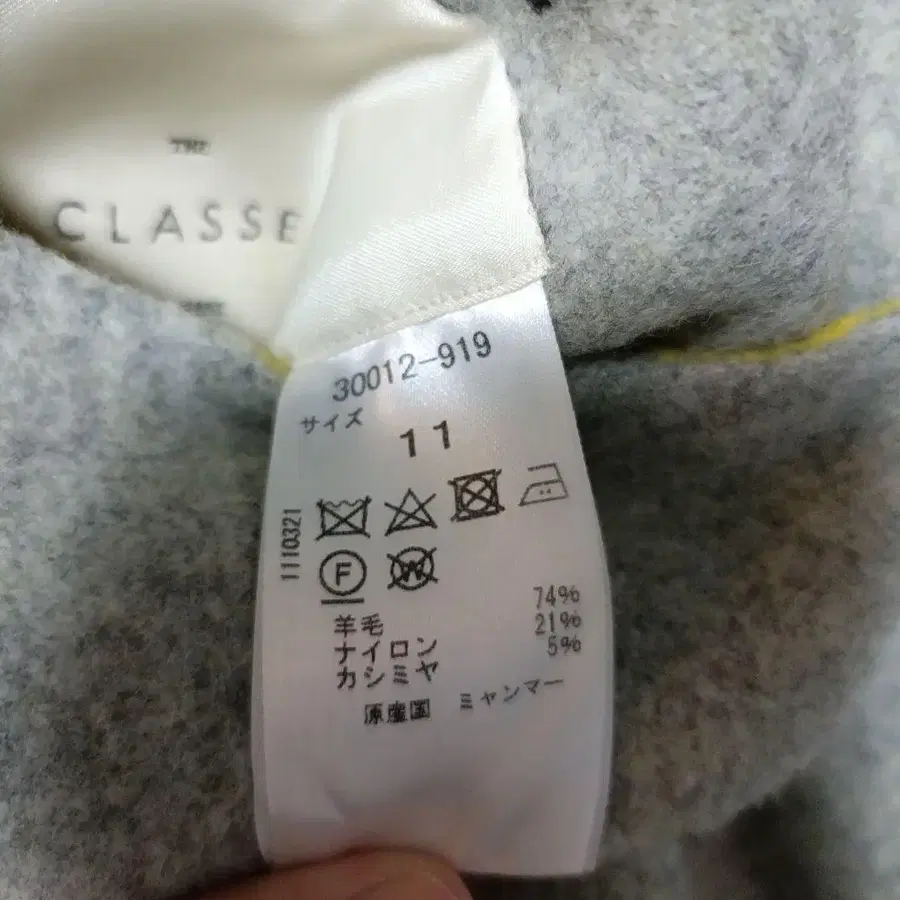 THE
CLASSE
30012-919
サイズ
11
1110321
F
W
羊毛 74%
ナイロン 21%
カシミヤ 5%
原産国 ミャンマー